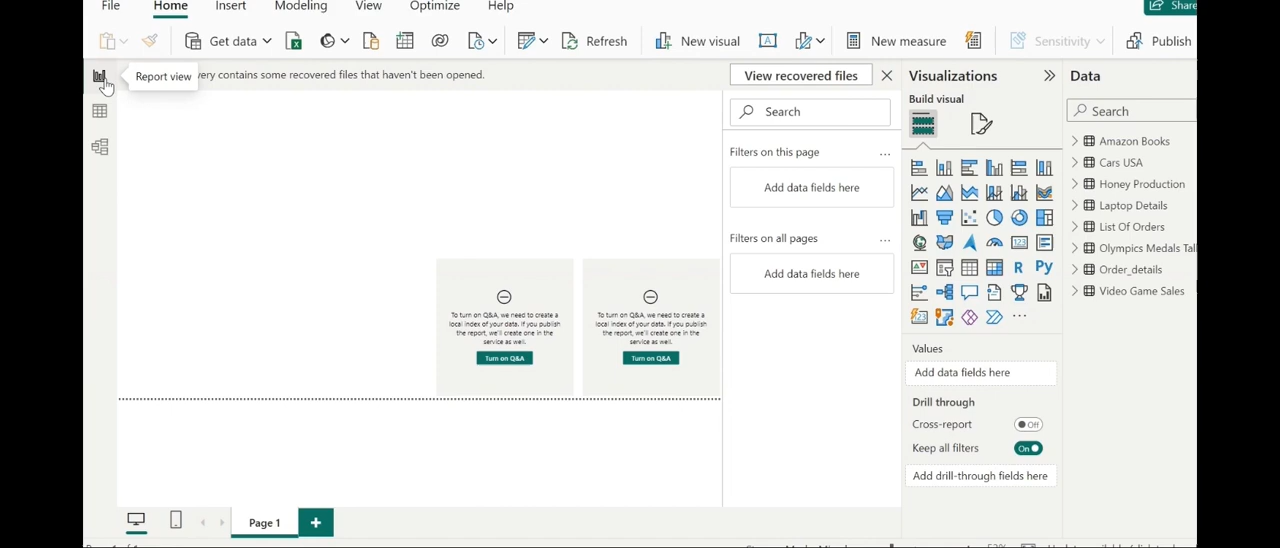 File Home Insert Modeling View Optimize Help Share
Get data Refresh New visual New measure Sensitivity Publish
Report view very contains some recovered files that haven't been opened. View recovered files
Visualizations
Data
Build visual
Search
Search
Filters on this page ...
Add data fields here
Filters on all pages ...
Add data fields here
To turn on Q&A, we need to create a
local index of your data. If you publish
the report, we'll create one in the
service as well.
Turn on Q&A
To turn on Q&A, we need to create a
local index of your data. If you publish
the report, we'll create one in the
service as well.
Turn on Q&A
123
R Py
123
...
Values
Add data fields here
Drill through
Cross-report Off
Keep all filters On
Add drill-through fields here
Amazon Books
Cars USA
Honey Production
Laptop Details
List Of Orders
Olympics Medals Tal
Order_details
Video Game Sales
Page 1